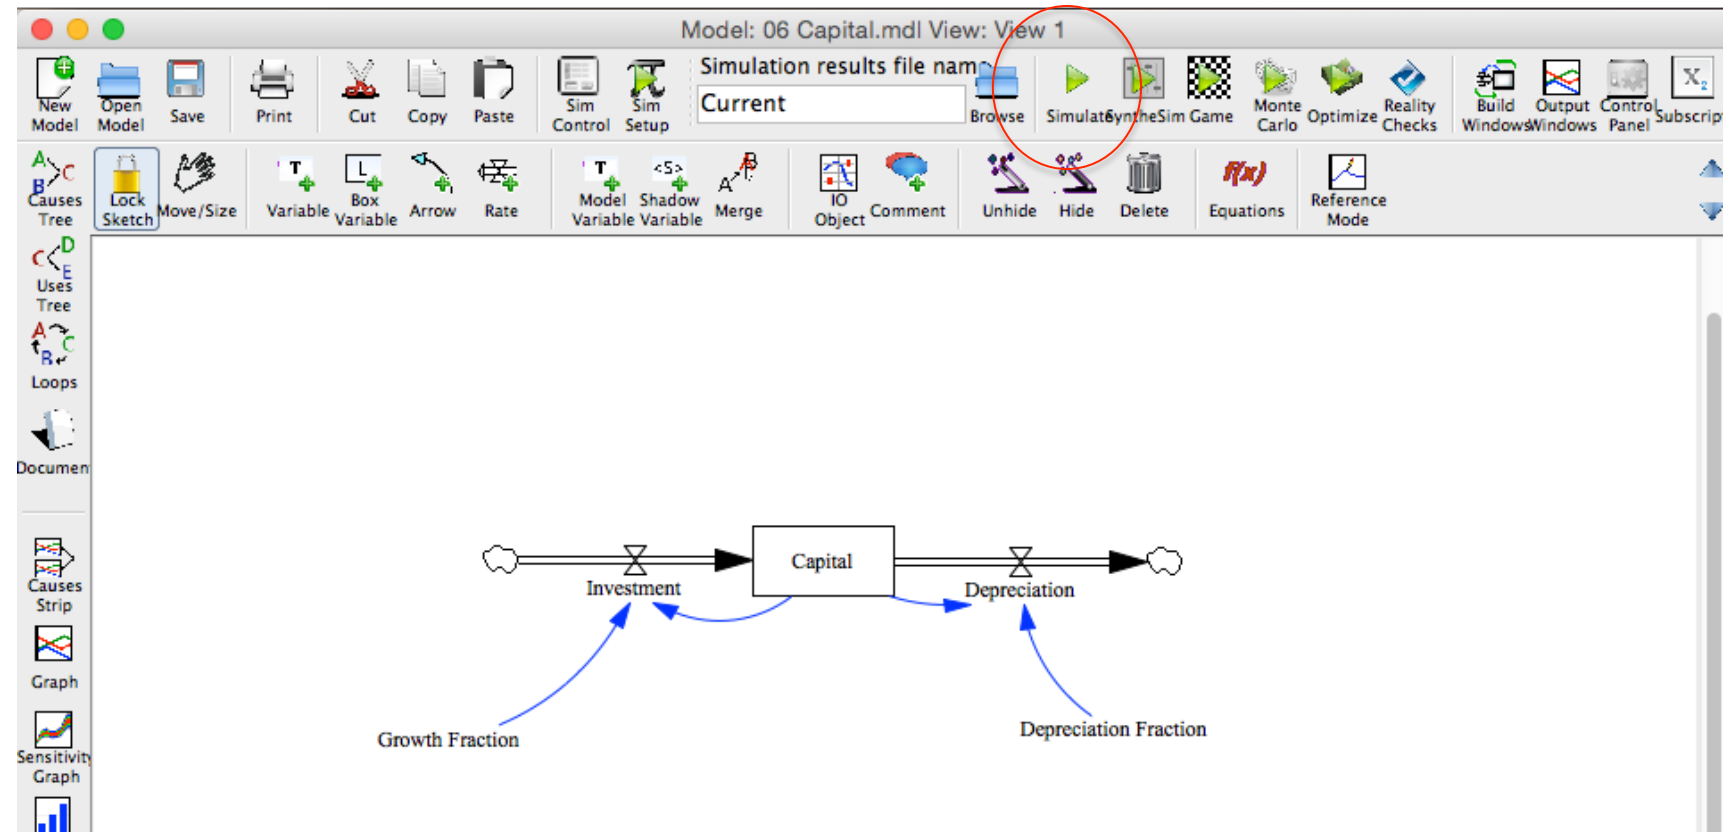 Model: 06 Capital.mdl View: View 1
Simulation results file name
Current
New
Model
Open
Model
Save
Print
Cut
Copy
Paste
Sim
Control
Sim
Setup
Browse
Simulate
SyntheSim
Game
Monte
Carlo
Optimize
Reality
Checks
Build
Windows
Output
Windows
Control
Panel
Subscrip
X2
A
B
C
Causes
Tree
Lock
Sketch
Move/Size
T
Variable
L
Box
Variable
Arrow
Rate
T
Model
Variable
<S>
Shadow
Variable
A
B
Merge
IO
Object
Comment
Unhide
Hide
Delete
f(x)
Equations
Reference
Mode
C
D
E
Uses
Tree
A
B
C
Loops
Documen
Causes
Strip
Graph
Sensitivity
Graph
Capital
Investment
Depreciation
Growth Fraction
Depreciation Fraction